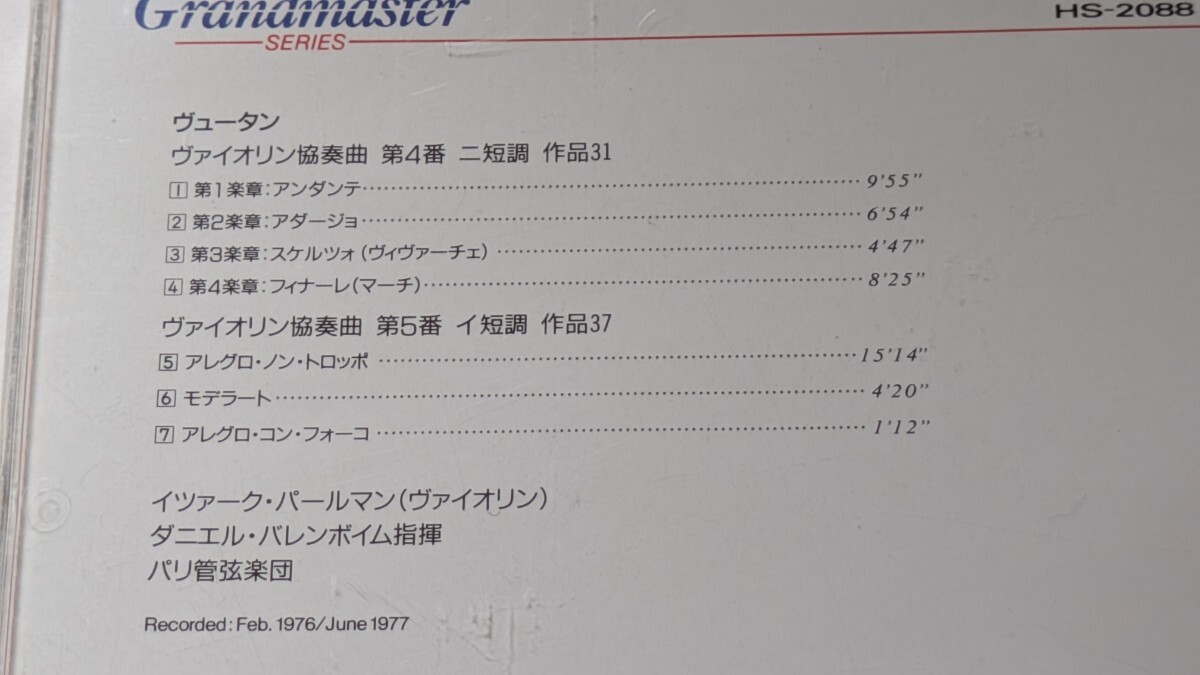 Grandmaster
HS-2088
SERIES
ヴュータン
ヴァイオリン協奏曲 第4番 ニ短調 作品31
1 第1楽章:アンダンテ 9'55"
2 第2楽章:アダージョ 6'54"
3 第3楽章:スケルツォ(ヴィヴァーチェ) 4'47"
4 第4楽章:フィナーレ(マーチ) 8'25"
ヴァイオリン協奏曲 第5番 イ短調 作品37
5 アレグロ・ノン・トロッポ 15'14"
6 モデラート 4'20"
7 アレグロ・コン・フォーコ 1'12"
イツァーク・パールマン(ヴァイオリン)
ダニエル・バレンボイム指揮
パリ管弦楽団
Recorded: Feb. 1976/June 1977